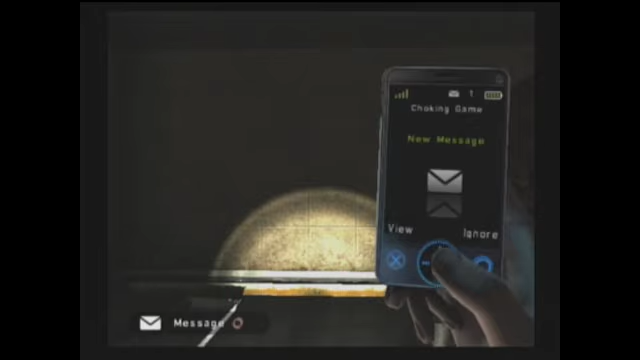 Choking Game
New Message
View
Ignore
Message